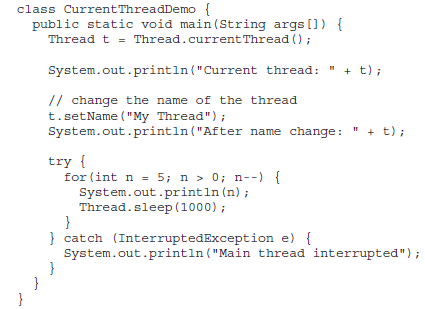 class CurrentThreadDemo {
  public static void main(String args[]) {
    Thread t = Thread.currentThread();

    System.out.println("Current thread: " + t);

    // change the name of the thread
    t.setName("My Thread");
    System.out.println("After name change: " + t);

    try {
      for(int n = 5; n > 0; n--) {
        System.out.println(n);
        Thread.sleep(1000);
      }
    } catch (InterruptedException e) {
      System.out.println("Main thread interrupted");
    }
  }
}